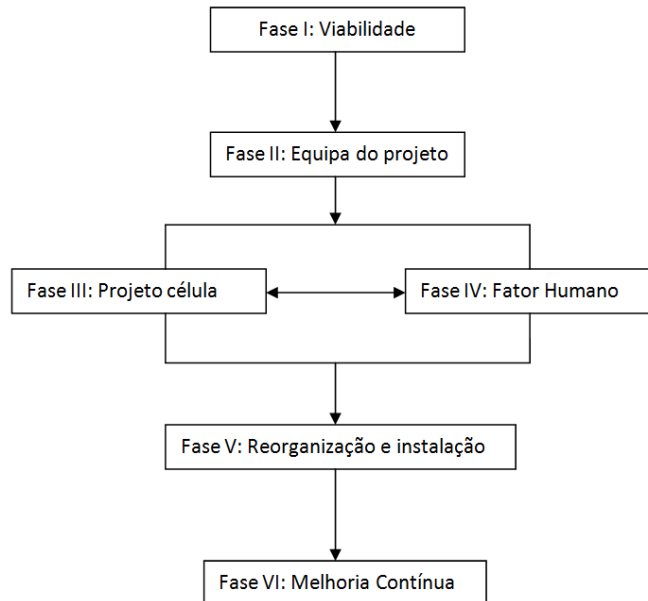 Fase I: Viabilidade
Fase II: Equipa do projeto
Fase III: Projeto célula
Fase IV: Fator Humano
Fase V: Reorganização e instalação
Fase VI: Melhoria Contínua